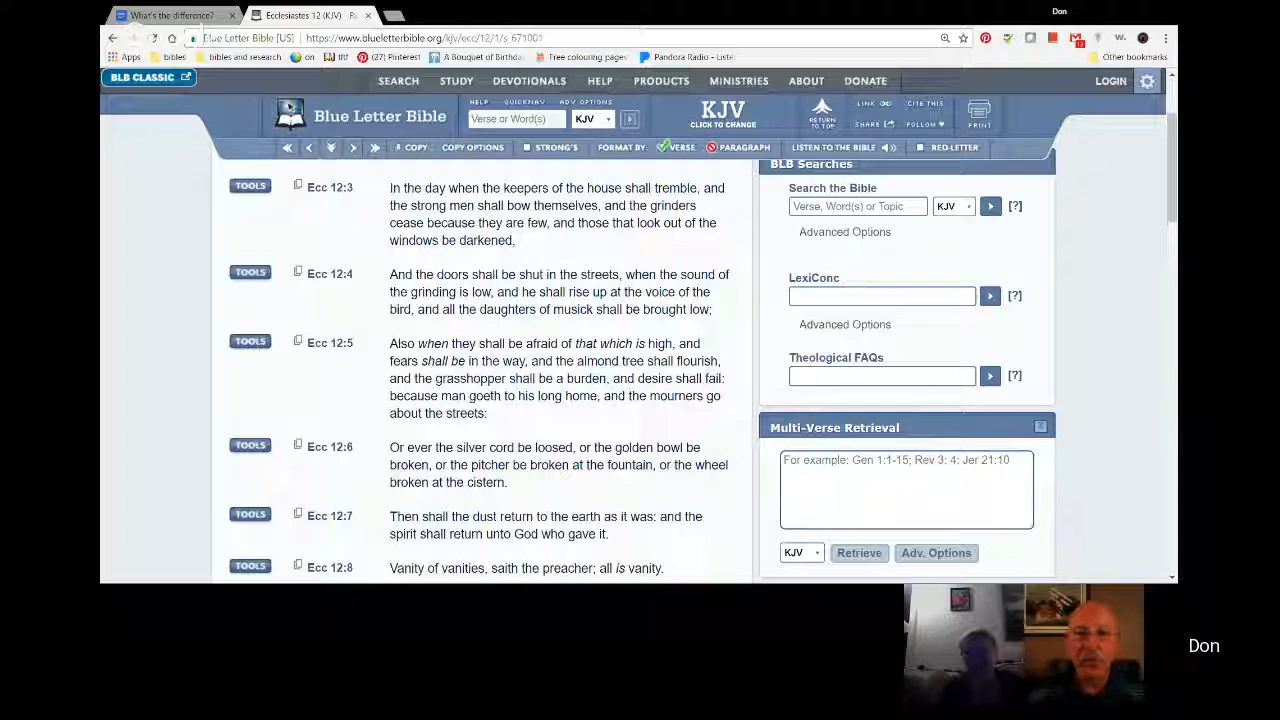 Don
What's the difference?
Ecclesiastes 12 (KJV) - R
Blue Letter Bible [US] | https://www.blueletterbible.org/kjv/ecc/12/1/s_671001
Apps bibles bibles and research on tltf (27) Pinterest A Bouquet of Birthda Free colouring pages Pandora Radio - Liste Other bookmarks
BLB CLASSIC
SEARCH STUDY DEVOTIONALS HELP PRODUCTS MINISTRIES ABOUT DONATE LOGIN
Blue Letter Bible
HELP QUICKNAV ADV OPTIONS
Verse or Word(s) KJV
KJV
CLICK TO CHANGE
RETURN TO TOP
LINK CITE THIS
SHARE FOLLOW
PRINT
COPY COPY OPTIONS STRONG'S FORMAT BY: VERSE PARAGRAPH LISTEN TO THE BIBLE RED-LETTER
TOOLS Ecc 12:3 In the day when the keepers of the house shall tremble, and
the strong men shall bow themselves, and the grinders
cease because they are few, and those that look out of the
windows be darkened,
TOOLS Ecc 12:4 And the doors shall be shut in the streets, when the sound of
the grinding is low, and he shall rise up at the voice of the
bird, and all the daughters of musick shall be brought low;
TOOLS Ecc 12:5 Also when they shall be afraid of that which is high, and
fears shall be in the way, and the almond tree shall flourish,
and the grasshopper shall be a burden, and desire shall fail:
because man goeth to his long home, and the mourners go
about the streets:
TOOLS Ecc 12:6 Or ever the silver cord be loosed, or the golden bowl be
broken, or the pitcher be broken at the fountain, or the wheel
broken at the cistern.
TOOLS Ecc 12:7 Then shall the dust return to the earth as it was: and the
spirit shall return unto God who gave it.
TOOLS Ecc 12:8 Vanity of vanities, saith the preacher; all is vanity.
BLB Searches
Search the Bible
Verse, Word(s) or Topic KJV [?]
Advanced Options
LexiConc
[?]
Advanced Options
Theological FAQs
[?]
Multi-Verse Retrieval
For example: Gen 1:1-15; Rev 3: 4: Jer 21:10
KJV Retrieve Adv. Options
Don